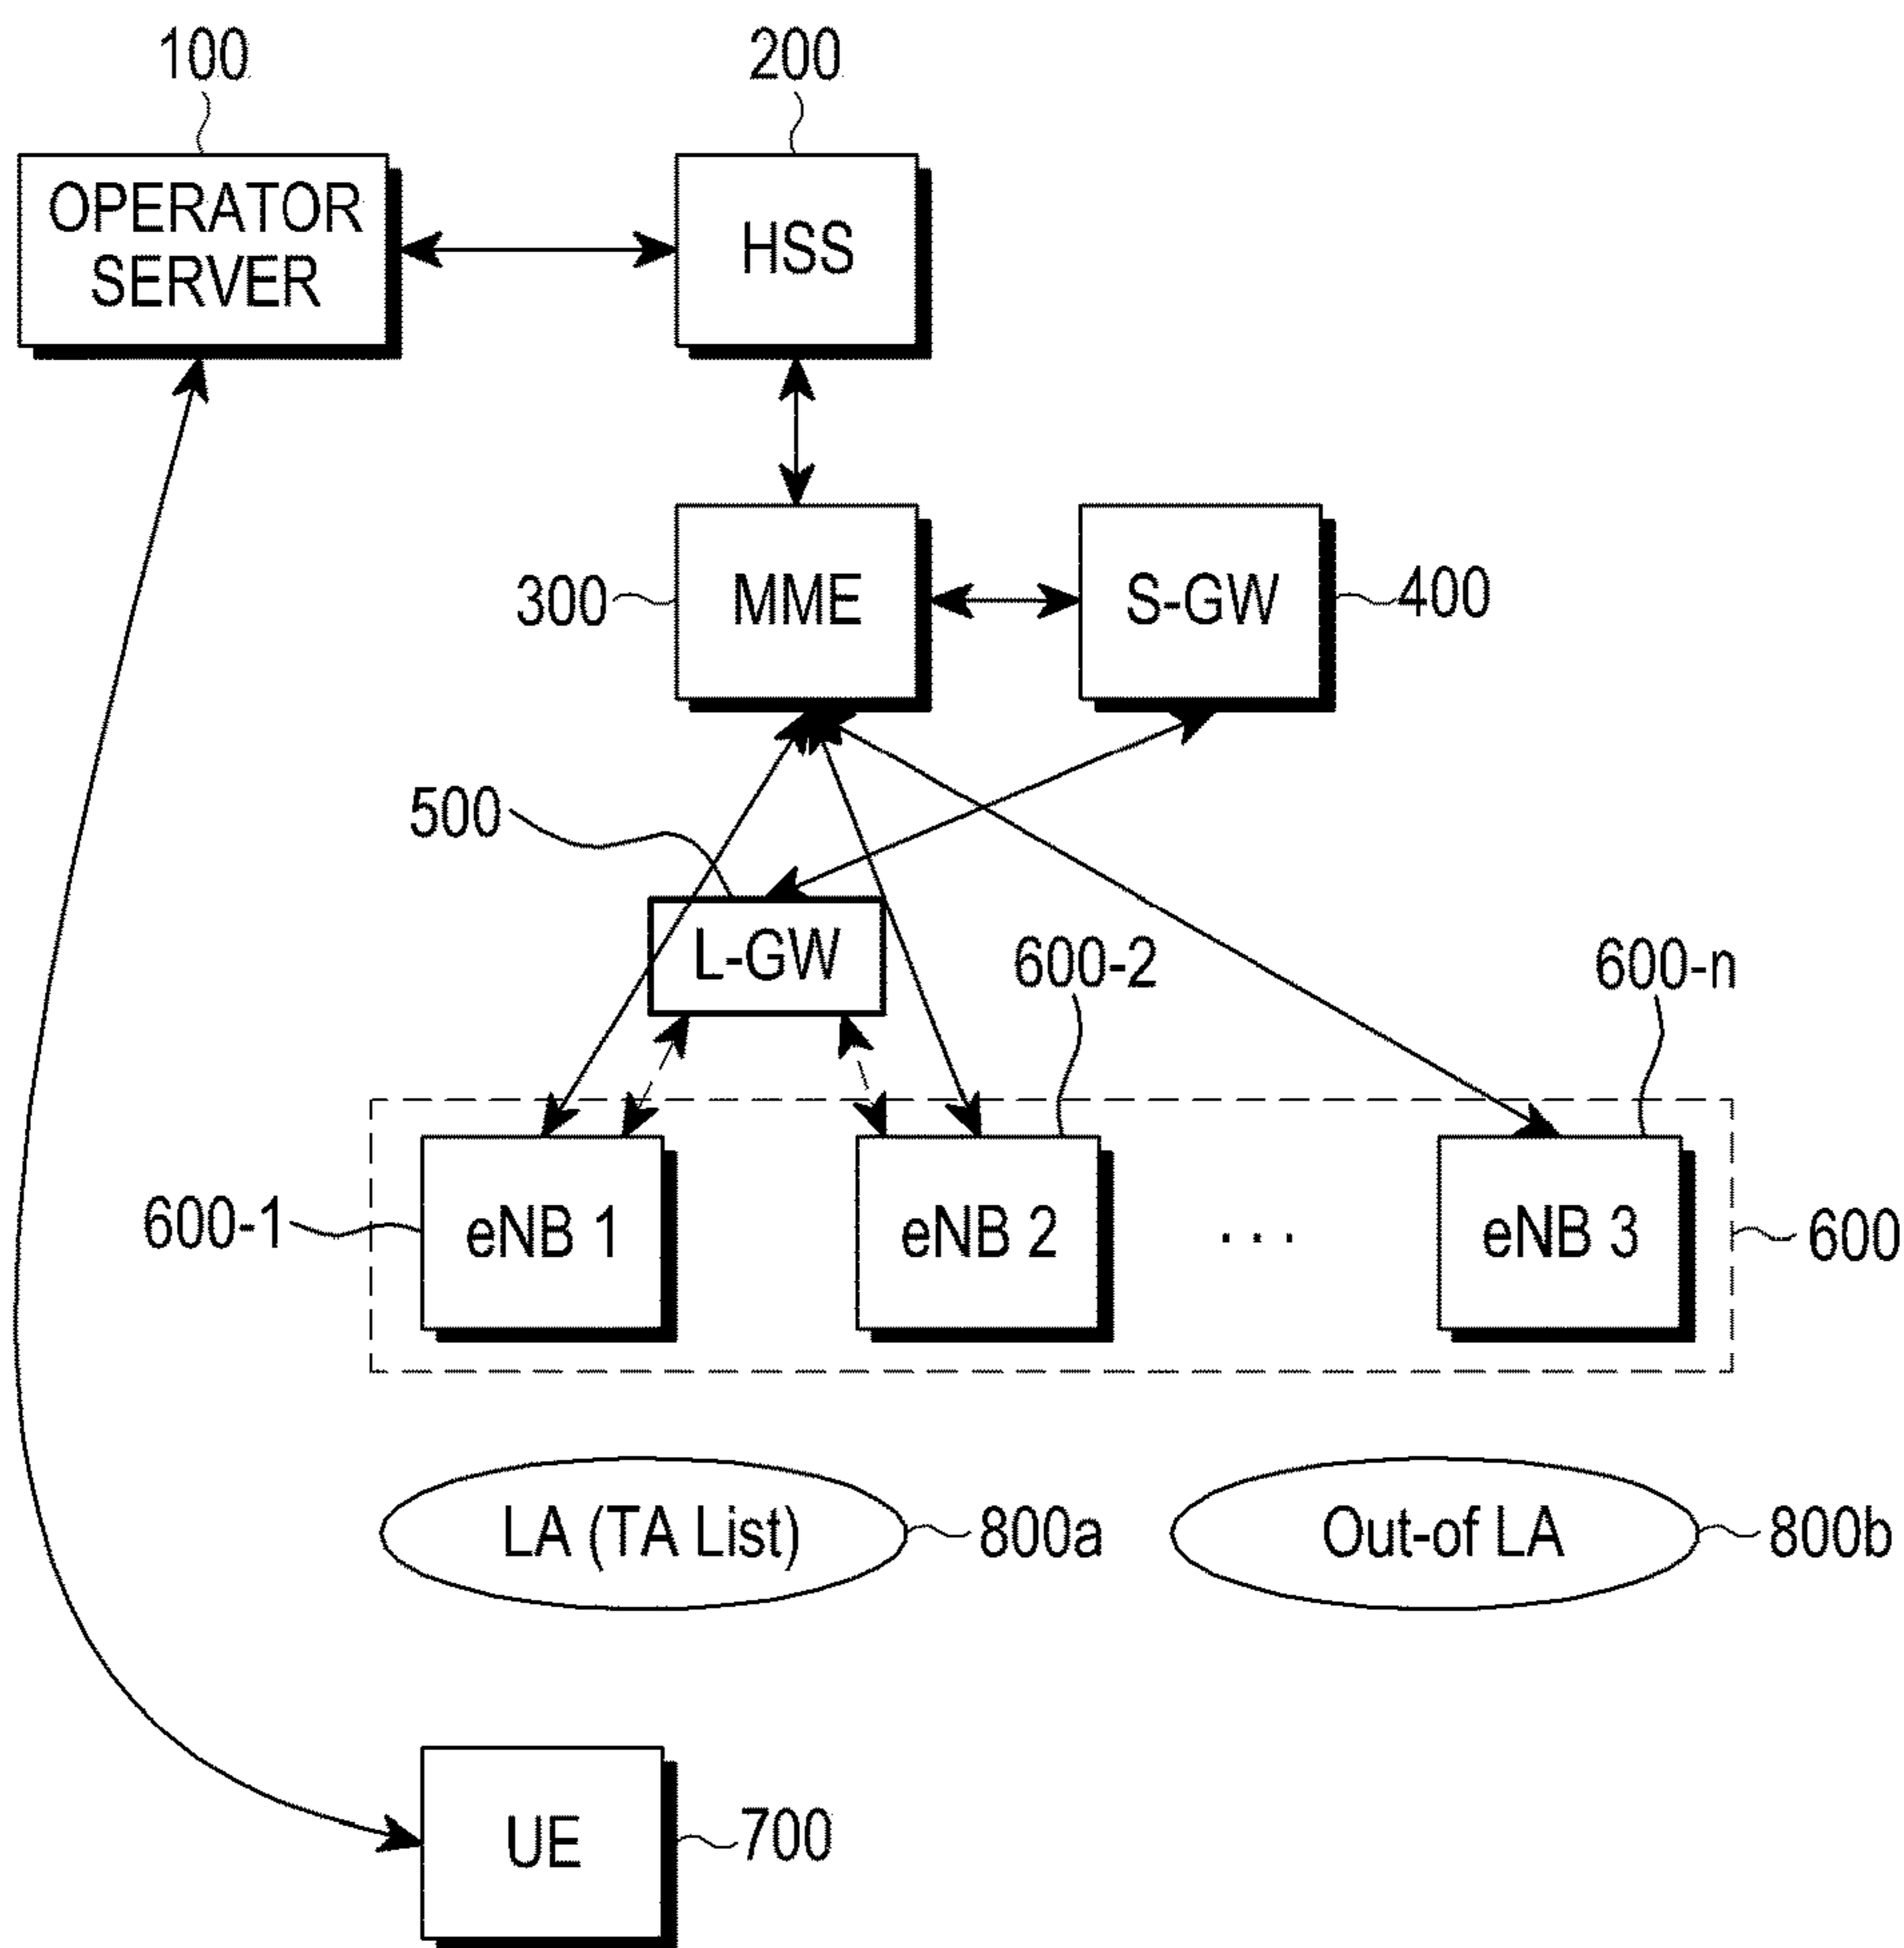 100
200
OPERATOR
SERVER
HSS
300
MME
S-GW
400
500
L-GW
600-2
600-n
600-1
eNB 1
eNB 2
...
eNB 3
600
LA (TA List)
800a
Out-of LA
800b
UE
700